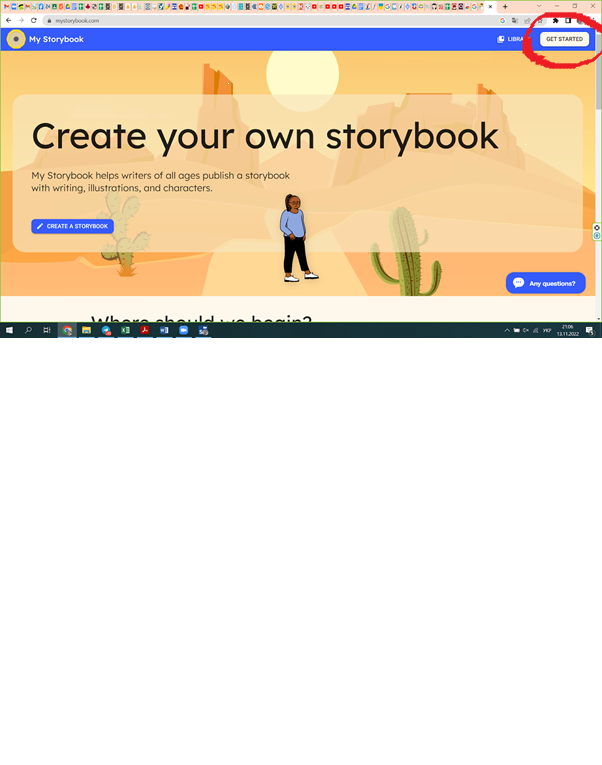 mystorybook.com
My Storybook
GET STARTED
Create your own storybook
My Storybook helps writers of all ages publish a storybook
with writing, illustrations, and characters.
CREATE A STORYBOOK
Any questions?
Where should we begin?
УКР
21:06
13.11.2022